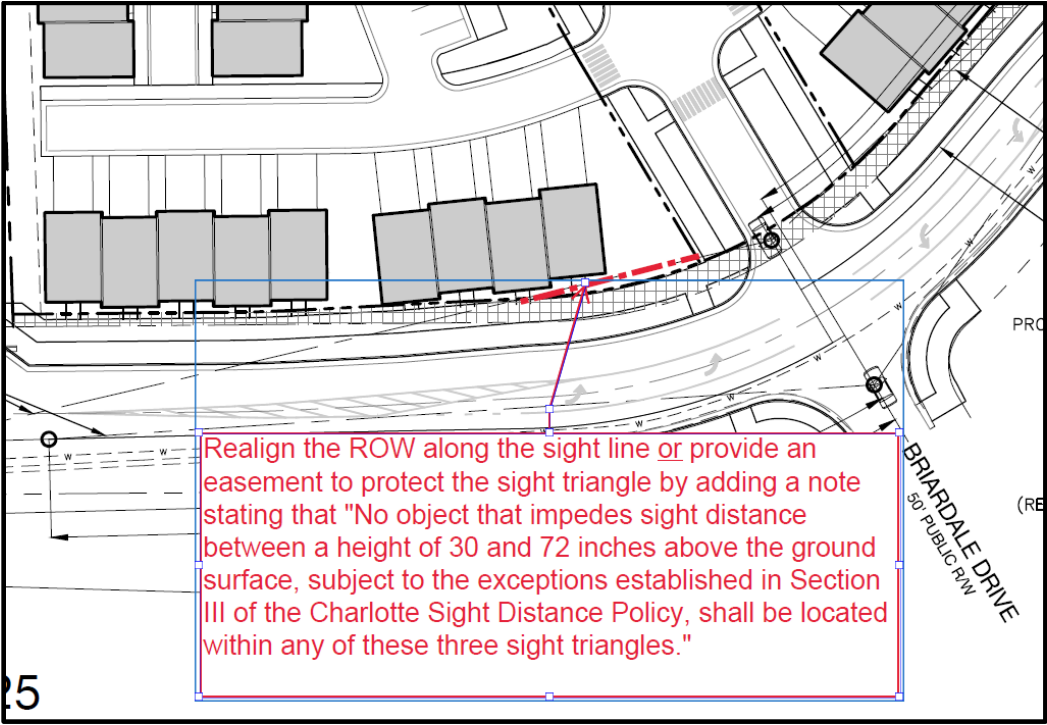 PRO
Realign the ROW along the sight line or provide an
easement to protect the sight triangle by adding a note
stating that "No object that impedes sight distance
between a height of 30 and 72 inches above the ground
surface, subject to the exceptions established in Section
III of the Charlotte Sight Distance Policy, shall be located
within any of these three sight triangles."
BRIARDALE DRIVE
50' PUBLIC R/W
(RE
25
W
W
W
W
W
W
W
W